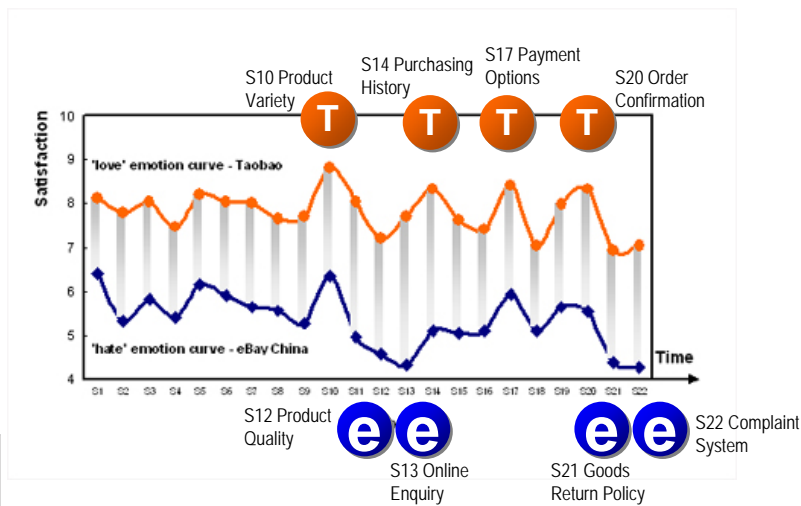 S17 Payment
Options
S14 Purchasing
History
S10 Product
Variety
S20 Order
Confirmation
T
T
T
T
Satisfaction
10
9
8
7
6
5
4
'love' emotion curve - Taobao
'hate' emotion curve - eBay China
Time
S1 S2 S3 S4 S5 S6 S7 S8 S9 S10 S11 S12 S13 S14 S15 S16 S17 S18 S19 S20 S21 S22
S12 Product
Quality
e
e
e
e
S22 Complaint
System
S13 Online
Enquiry
S21 Goods
Return Policy